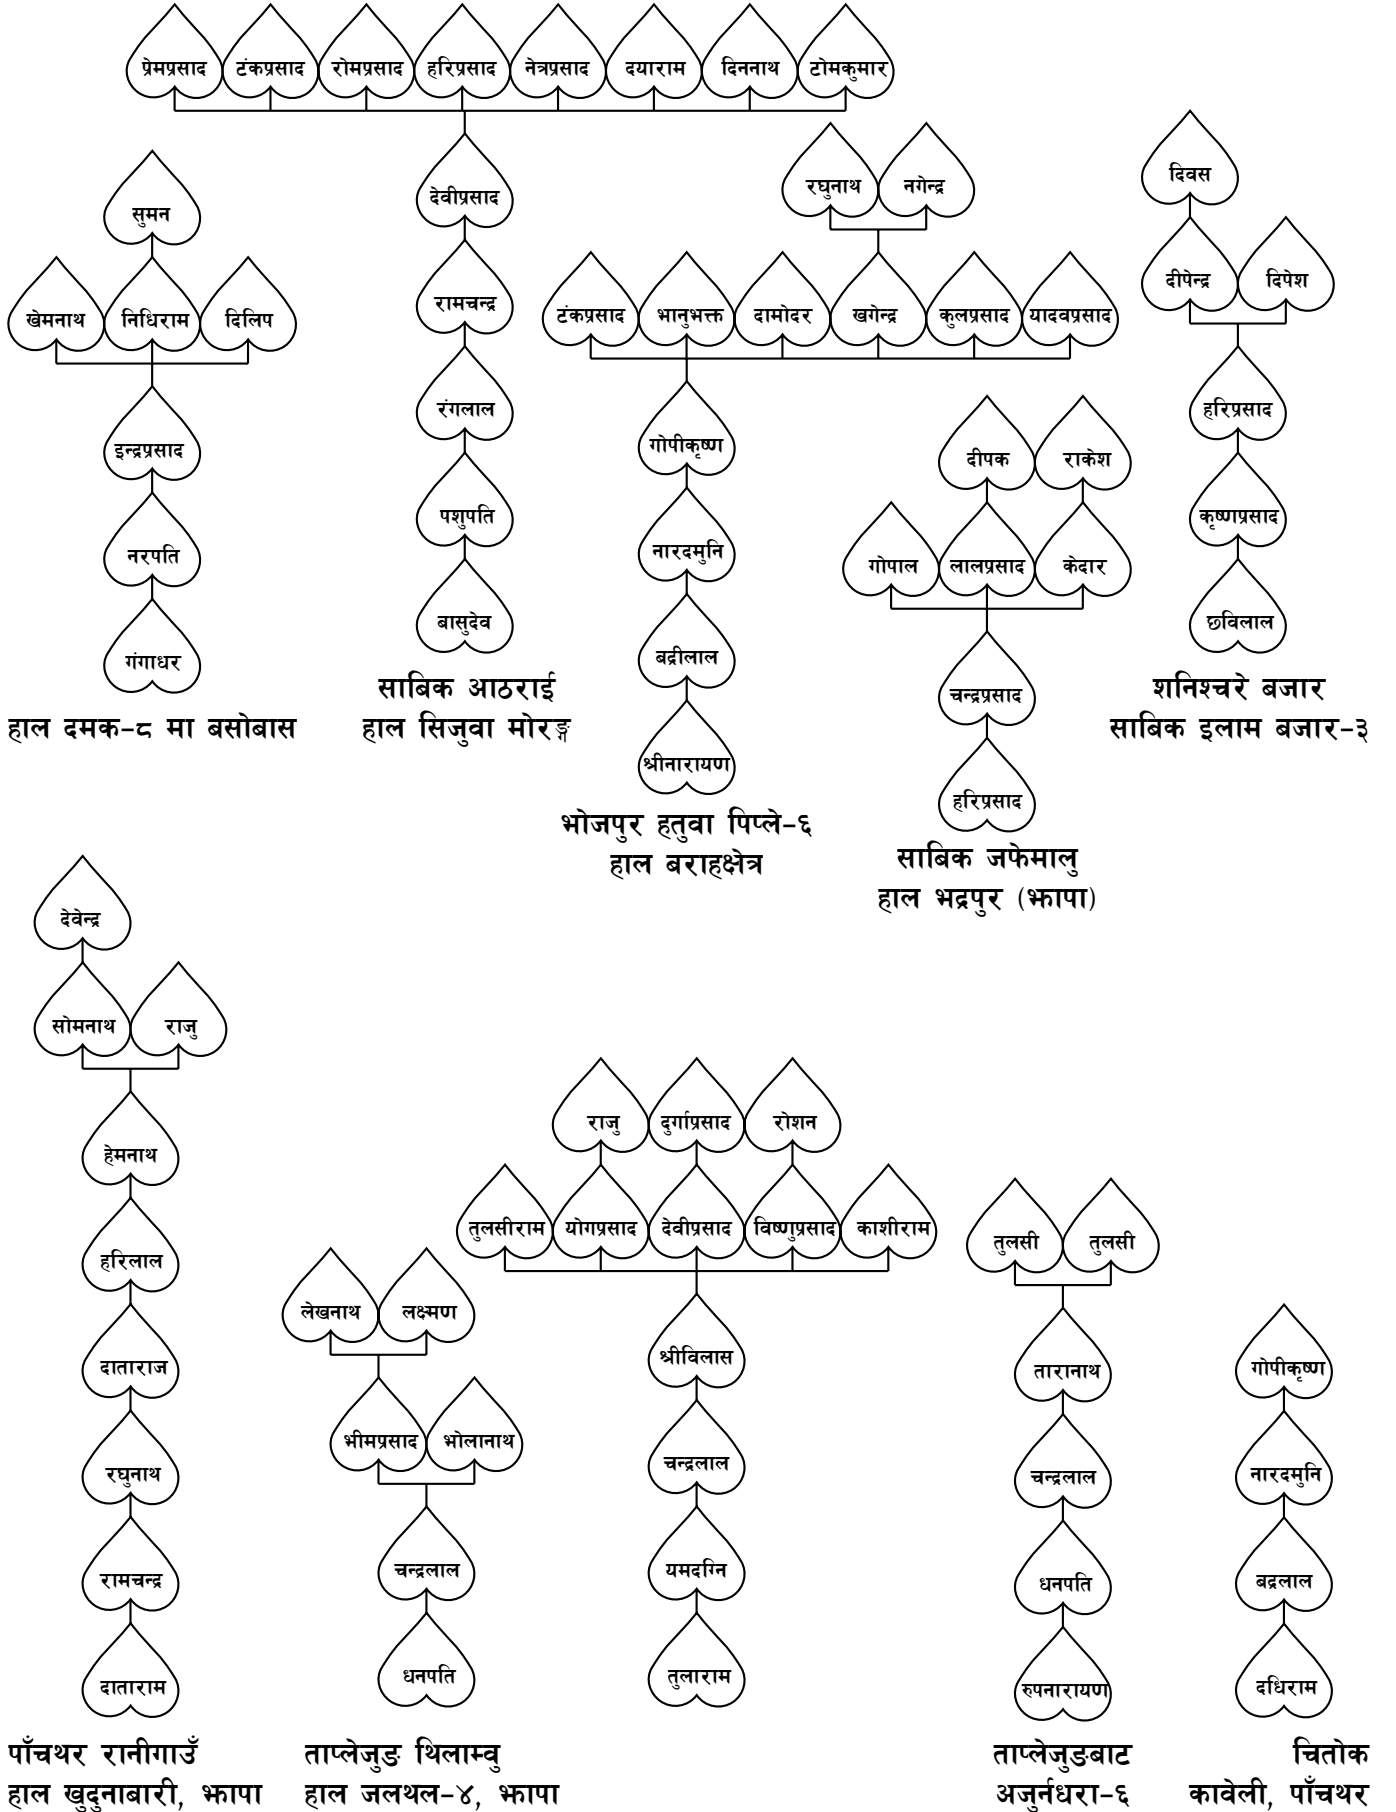 प्रेमप्रसाद टंकप्रसाद रोमप्रसाद हरिप्रसाद नेत्रप्रसाद दयाराम दिननाथ टोमकुमार
देवीप्रसाद
रामचन्द्र
रंगलाल
पशुपति
बासुदेव
साबिक आठराई
हाल सिजुवा मोरङ्ग
सुमन
खेमनाथ निधिराम दिलिप
इन्द्रप्रसाद
नरपति
गंगाधर
हाल दमक-८ मा बसोबास
रघुनाथ नगेन्द्र
टंकप्रसाद भानुभक्त दामोदर खगेन्द्र कुलप्रसाद यादवप्रसाद
गोपीकृष्ण
नारदमुनि
बद्रीलाल
श्रीनारायण
भोजपुर हतुवा पिप्ले-६
हाल बराहक्षेत्र
दीपक राकेश
गोपाल लालप्रसाद केदार
चन्द्रप्रसाद
हरिप्रसाद
साबिक जफेमालु
हाल भद्रपुर (झापा)
दिवस
दीपेन्द्र दिपेश
हरिप्रसाद
कृष्णप्रसाद
छविलाल
शनिश्चरे बजार
साबिक इलाम बजार-३
देवेन्द्र
सोमनाथ राजु
हेमनाथ
हरिलाल
दाताराज
रघुनाथ
रामचन्द्र
दाताराम
पाँचथर रानीगाउँ
हाल खुदुनाबारी, झापा
लेखनाथ लक्ष्मण
भीमप्रसाद भोलानाथ
चन्द्रलाल
धनपति
ताप्लेजुङ थिलाम्वु
हाल जलथल-४, झापा
राजु दुर्गाप्रसाद रोशन
तुलसीराम योगप्रसाद देवीप्रसाद विष्णुप्रसाद काशीराम
श्रीविलास
चन्द्रलाल
यमदग्नि
तुलाराम
तुलसी तुलसी
तारानाथ
चन्द्रलाल
धनपति
रुपनारायण
ताप्लेजुङबाट
अजुर्नधरा-६
गोपीकृष्ण
नारदमुनि
बद्रलाल
दधिराम
चितोक
कावेली, पाँचथर